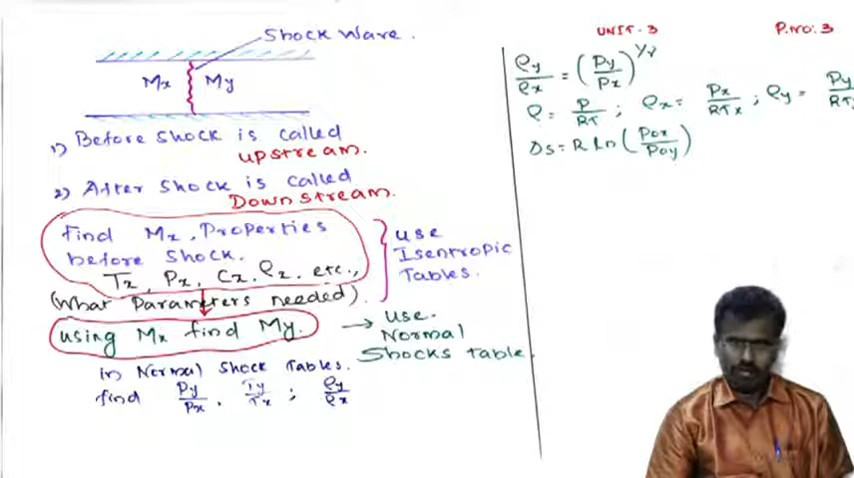 Shock Wave.
Mx My
1) Before Shock is called
upstream.
2) After Shock is called
Downstream.
Find Mx, Properties
before Shock.
Tx, Px, Cx, ρx. etc.,
(What Parameters needed).
use
Isentropic
Tables.
using Mx find My.
→ use.
Normal
Shocks table.
in Normal Shock Tables.
find Py/Px, Ty/Tx ; ρy/ρx
UNIT-3 P.NO: 3
ρy/ρx = (Py/Px)^1/γ
ρ = P/RT ; ρx = Px/RTx ; ρy = Py/RT
Δs = R ln (Pox/Poy)